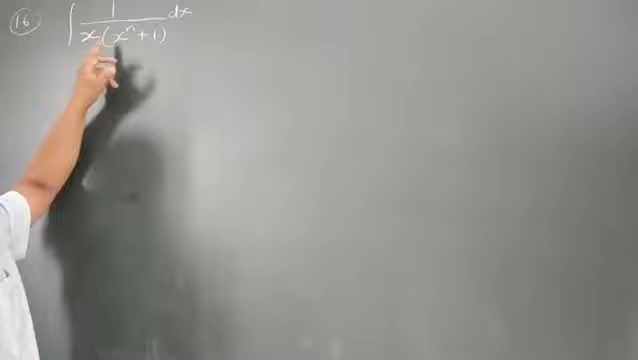 (16) ∫ 1/(x(xⁿ+1)) dx